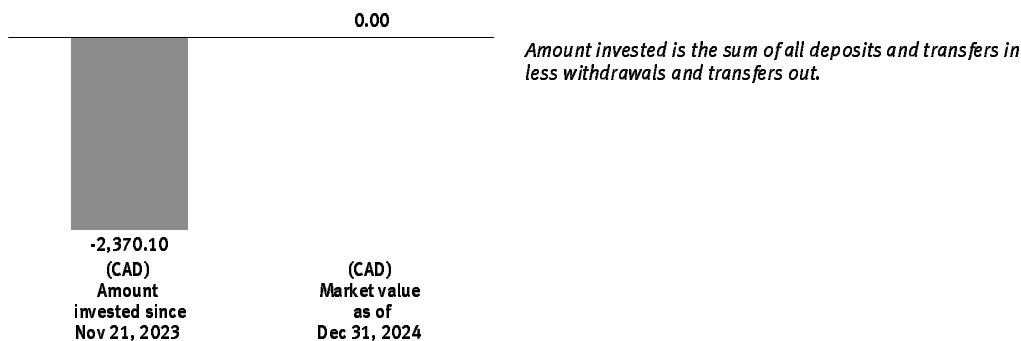 0.00
Amount invested is the sum of all deposits and transfers in
less withdrawals and transfers out.
-2,370.10
(CAD)
Amount
invested since
Nov 21, 2023
(CAD)
Market value
as of
Dec 31, 2024